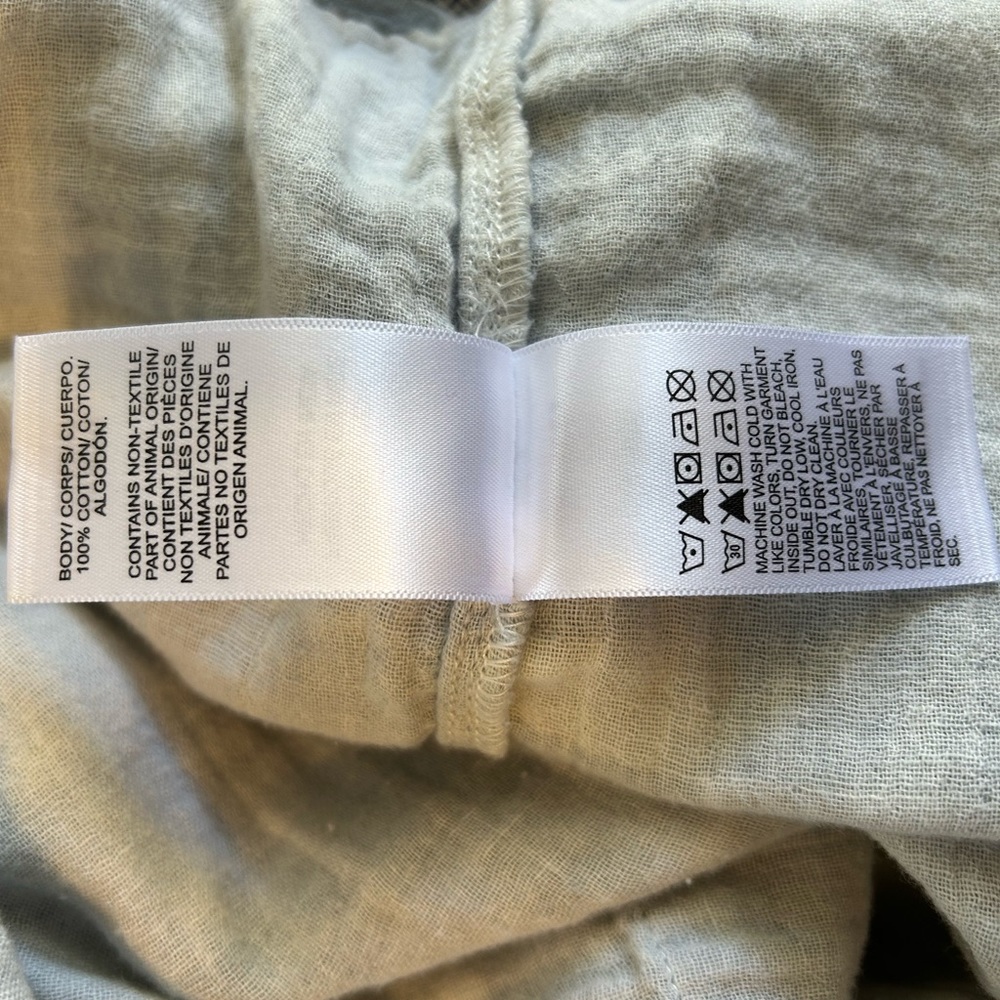 BODY/ CORPS/ CUERPO.
100% COTTON/ COTON/
ALGODÓN.
CONTAINS NON-TEXTILE
PART OF ANIMAL ORIGIN/
CONTIENT DES PIÈCES
NON TEXTILES D'ORIGINE
ANIMALE/ CONTIENE
PARTES NO TEXTILES DE
ORIGEN ANIMAL.
30
MACHINE WASH COLD WITH
LIKE COLORS, TURN GARMENT
INSIDE OUT, DO NOT BLEACH,
TUMBLE DRY LOW, COOL IRON.
DO NOT DRY CLEAN.
LAVER À LA MACHINE À L'EAU
FROIDE AVEC COULEURS
SIMILAIRES, TOURNER LE
VÊTEMENT À L'ENVERS, NE PAS
JAVELLISER, SÉCHER PAR
CULBUTAGE À BASSE
TEMPÉRATURE, REPASSER À
FROID. NE PAS NETTOYER À
SEC.